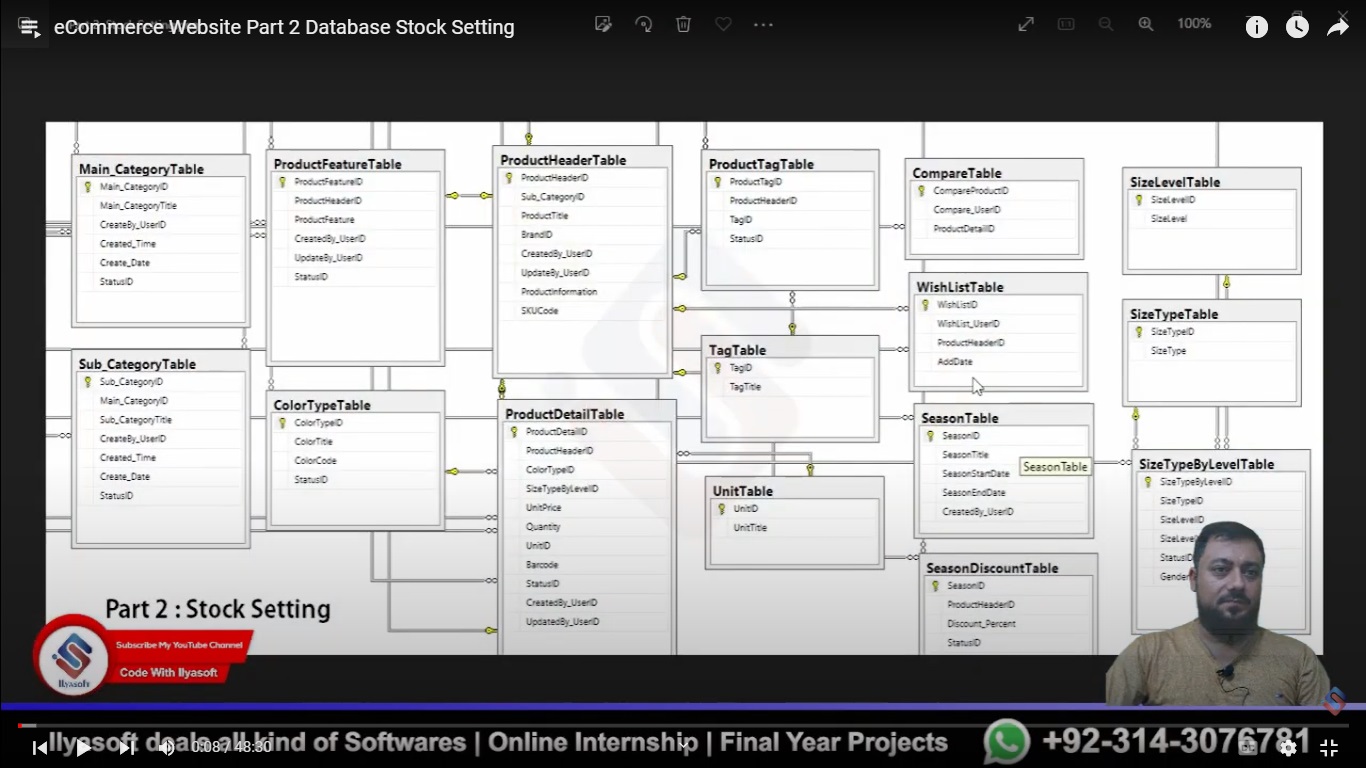 eCommerce Website Part 2 Database Stock Setting
100%
Main_CategoryTable
Main_CategoryID
Main_CategoryTitle
CreateBy_UserID
Created_Time
Create_Date
StatusID
Sub_CategoryTable
Sub_CategoryID
Main_CategoryID
Sub_CategoryTitle
CreateBy_UserID
Created_Time
Create_Date
StatusID
ProductFeatureTable
ProductFeatureID
ProductHeaderID
ProductFeature
CreatedBy_UserID
UpdateBy_UserID
StatusID
ColorTypeTable
ColorTypeID
ColorTitle
ColorCode
StatusID
ProductHeaderTable
ProductHeaderID
Sub_CategoryID
ProductTitle
BrandID
CreatedBy_UserID
UpdateBy_UserID
ProductInformation
SKUCode
ProductDetailTable
ProductDetailID
ProductHeaderID
ColorTypeID
SizeTypeByLevelID
UnitPrice
Quantity
UnitID
Barcode
StatusID
CreatedBy_UserID
UpdatedBy_UserID
ProductTagTable
ProductTagID
ProductHeaderID
TagID
StatusID
TagTable
TagID
TagTitle
UnitTable
UnitID
UnitTitle
CompareTable
CompareProductID
Compare_UserID
ProductDetailID
WishListTable
WishListID
WishList_UserID
ProductHeaderID
AddDate
SeasonTable
SeasonID
SeasonTitle
SeasonStartDate
SeasonEndDate
CreatedBy_UserID
SeasonTable
SeasonDiscountTable
SeasonID
ProductHeaderID
Discount_Percent
StatusID
SizeLevelTable
SizeLevelID
SizeLevel
SizeTypeTable
SizeTypeID
SizeType
SizeTypeByLevelTable
SizeTypeByLevelID
SizeTypeID
SizeLevelID
SizeLeve
StatusID
Gender
Part 2 : Stock Setting
Subscribe My YouTube Channel
Code With Ilyasoft
Ilyasoft
Ilyasoft deals all kind of Softwares | Online Internship | Final Year Projects
+92-314-3076781
0:08 / 48:30